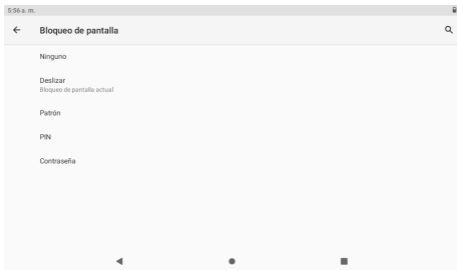 5:56 a. m.
Bloqueo de pantalla
Ninguno
Deslizar
Bloqueo de pantalla actual
Patrón
PIN
Contraseña